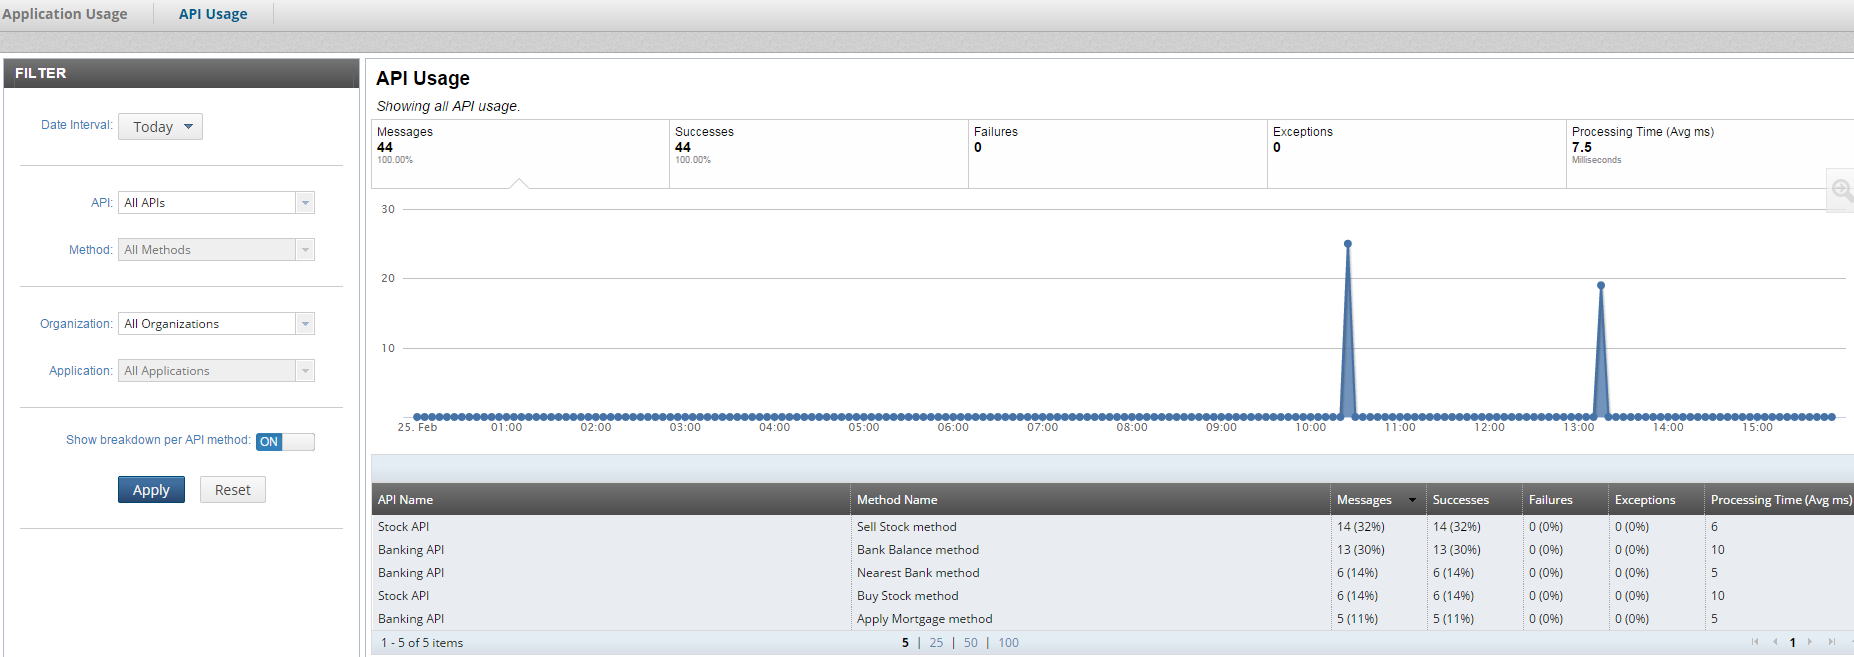 Application Usage API Usage
FILTER
Date Interval: Today
API: All APIs
Method: All Methods
Organization: All Organizations
Application: All Applications
Show breakdown per API method: ON
Apply Reset
API Usage
Showing all API usage.
Messages Successes Failures Exceptions Processing Time (Avg ms)
44 44 0 0 7.5
100.00% 100.00% Milliseconds
30
20
10
25. Feb 01:00 02:00 03:00 04:00 05:00 06:00 07:00 08:00 09:00 10:00 11:00 12:00 13:00 14:00 15:00
API Name Method Name Messages Successes Failures Exceptions Processing Time (Avg ms)
Stock API Sell Stock method 14 (32%) 14 (32%) 0 (0%) 0 (0%) 6
Banking API Bank Balance method 13 (30%) 13 (30%) 0 (0%) 0 (0%) 10
Banking API Nearest Bank method 6 (14%) 6 (14%) 0 (0%) 0 (0%) 5
Stock API Buy Stock method 6 (14%) 6 (14%) 0 (0%) 0 (0%) 10
Banking API Apply Mortgage method 5 (11%) 5 (11%) 0 (0%) 0 (0%) 5
1 - 5 of 5 items 5 | 25 | 50 | 100 1